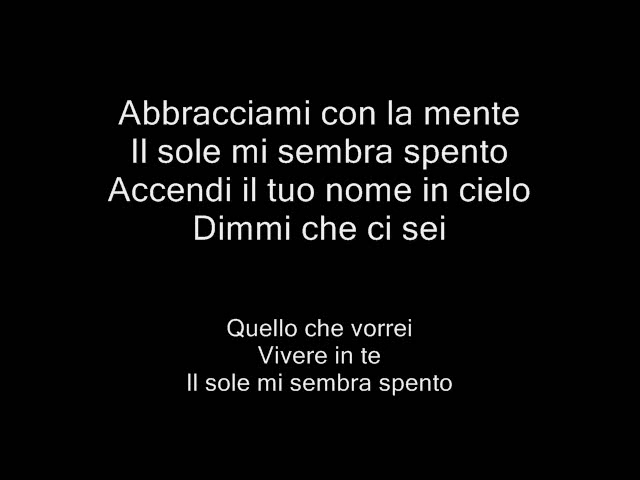 Abbracciami con la mente
Il sole mi sembra spento
Accendi il tuo nome in cielo
Dimmi che ci sei
Quello che vorrei
Vivere in te
Il sole mi sembra spento